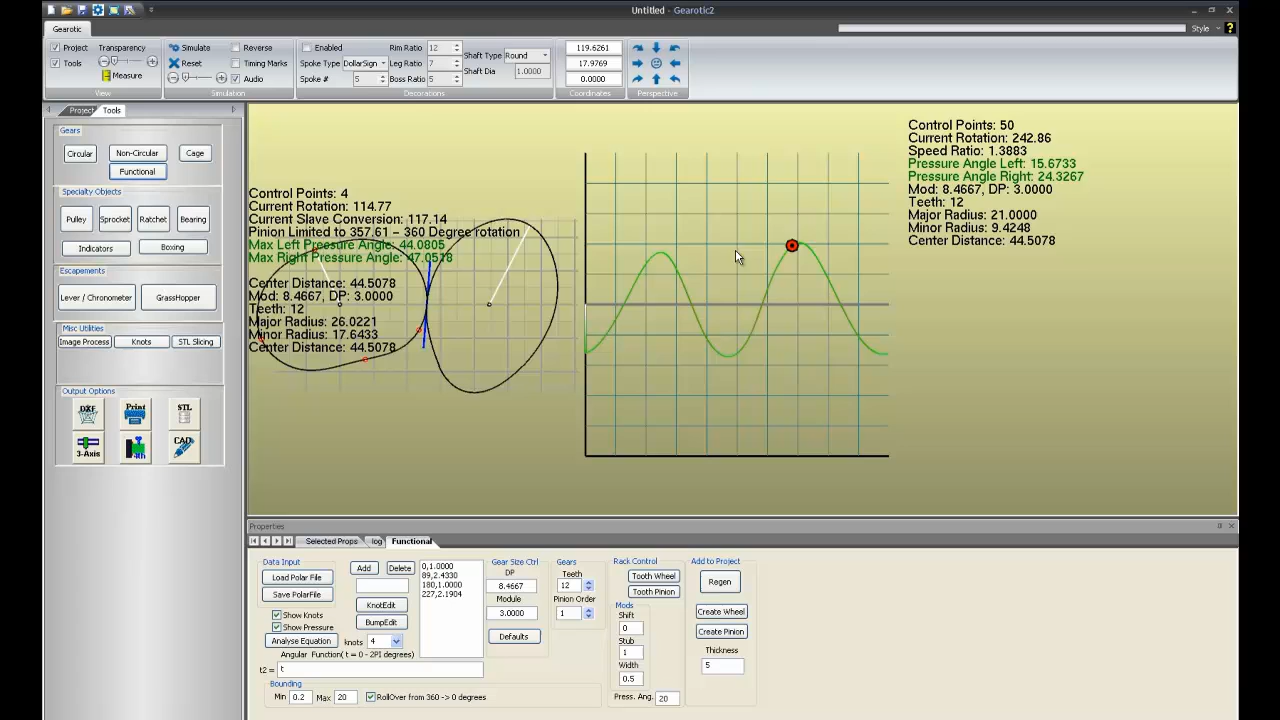 Untitled - Gearotic2
Gearotic
Style
Project
Transparency
Tools
Measure
View
Simulate
Reverse
Reset
Timing Marks
Audio
Simulation
Enabled
Rim Ratio 12
Spoke Type DollarSign
Leg Ratio 7
Spoke # 5
Boss Ratio 5
Shaft Type Round
Shaft Dia 1.0000
Decorations
119.6261
17.9769
0.0000
Coordinates
Perspective
Project
Tools
Gears
Circular
Non-Circular
Cage
Functional
Specialty Objects
Pulley
Sprocket
Ratchet
Bearing
Indicators
Boxing
Escapements
Lever / Chronometer
GrassHopper
Misc Utilities
Image Process
Knots
STL Slicing
Output Options
DXF
Print
STL
3-Axis
CAD
Control Points: 4
Current Rotation: 114.77
Current Slave Conversion: 117.14
Pinion Limited to 357.61 - 360 Degree rotation
Max Left Pressure Angle: 44.0805
Max Right Pressure Angle: 47.0518
Center Distance: 44.5078
Mod: 8.4667, DP: 3.0000
Teeth: 12
Major Radius: 26.0221
Minor Radius: 17.6433
Center Distance: 44.5078
Control Points: 50
Current Rotation: 242.86
Speed Ratio: 1.3883
Pressure Angle Left: 15.6733
Pressure Angle Right: 24.3267
Mod: 8.4667, DP: 3.0000
Teeth: 12
Major Radius: 21.0000
Minor Radius: 9.4248
Center Distance: 44.5078
Properties
Selected Props
log
Functional
Data Input
Load Polar File
Save PolarFile
Show Knots
Show Pressure
Analyse Equation
Add
Delete
KnotEdit
BumpEdit
knots 4
Angular Function( t = 0 - 2PI degrees)
t2 = t
Bounding
Min 0.2 Max 20 RollOver from 360 -> 0 degrees
0,1.0000
89,2.4330
180,1.0000
227,2.1904
Gear Size Ctrl
DP
8.4667
Module
3.0000
Defaults
Gears
Teeth
12
Pinion Order
1
Rack Control
Tooth Wheel
Tooth Pinion
Mods
Shift
0
Stub
1
Width
0.5
Press. Ang. 20
Add to Project
Regen
Create Wheel
Create Pinion
Thickness
5